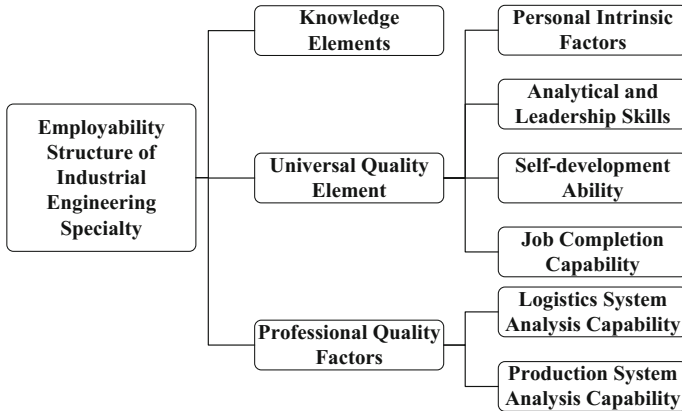 Employability
Structure of
Industrial
Engineering
Specialty
Knowledge
Elements
Universal Quality
Element
Professional Quality
Factors
Personal Intrinsic
Factors
Analytical and
Leadership Skills
Self-development
Ability
Job Completion
Capability
Logistics System
Analysis Capability
Production System
Analysis Capability